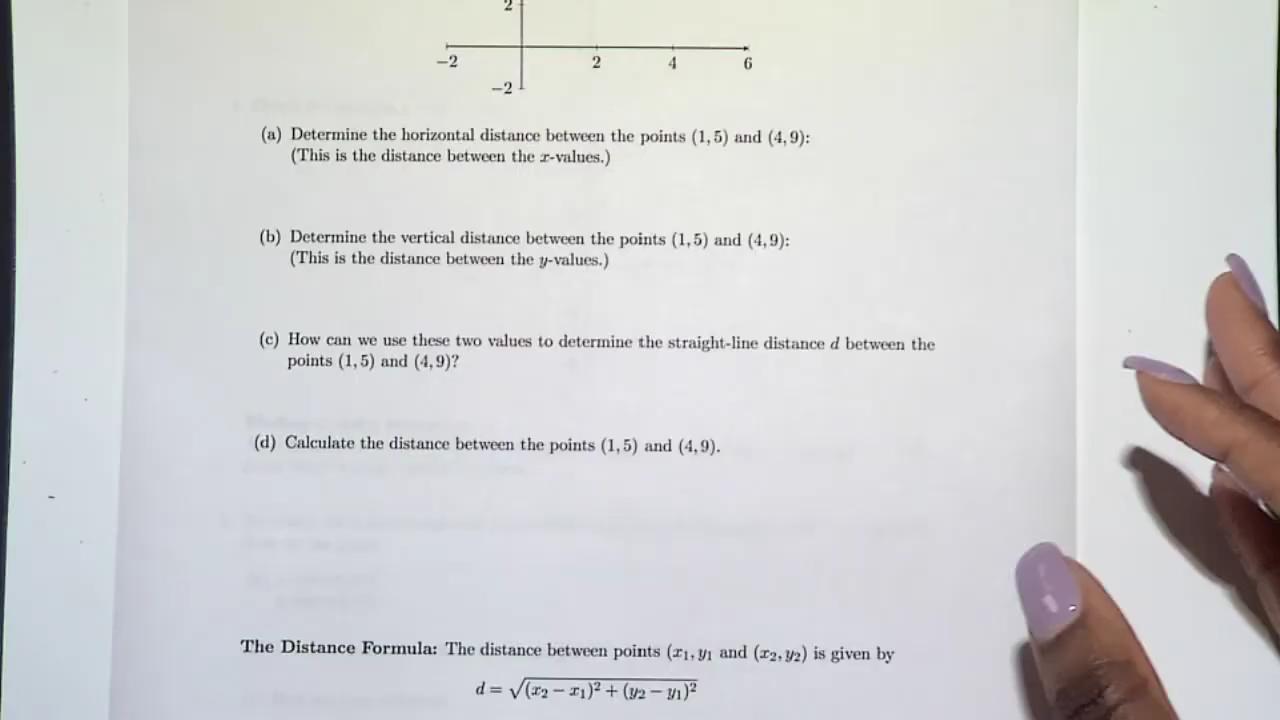 2
−2 2 4 6
−2
(a) Determine the horizontal distance between the points (1, 5) and (4, 9):
(This is the distance between the x-values.)
(b) Determine the vertical distance between the points (1, 5) and (4, 9):
(This is the distance between the y-values.)
(c) How can we use these two values to determine the straight-line distance d between the
points (1, 5) and (4, 9)?
(d) Calculate the distance between the points (1, 5) and (4, 9).
The Distance Formula: The distance between points (x₁, y₁ and (x₂, y₂) is given by
d = √(x₂ − x₁)² + (y₂ − y₁)²